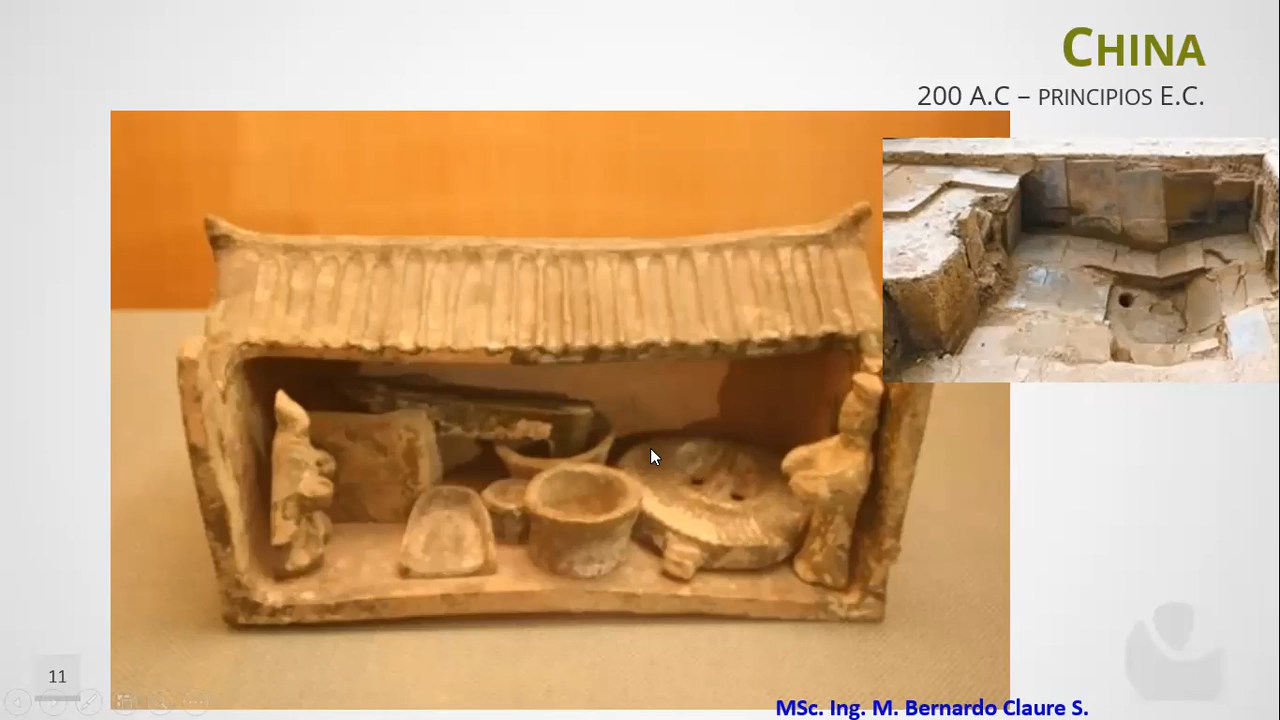 CHINA
200 A.C – PRINCIPIOS E.C.
11
MSc. Ing. M. Bernardo Claure S.